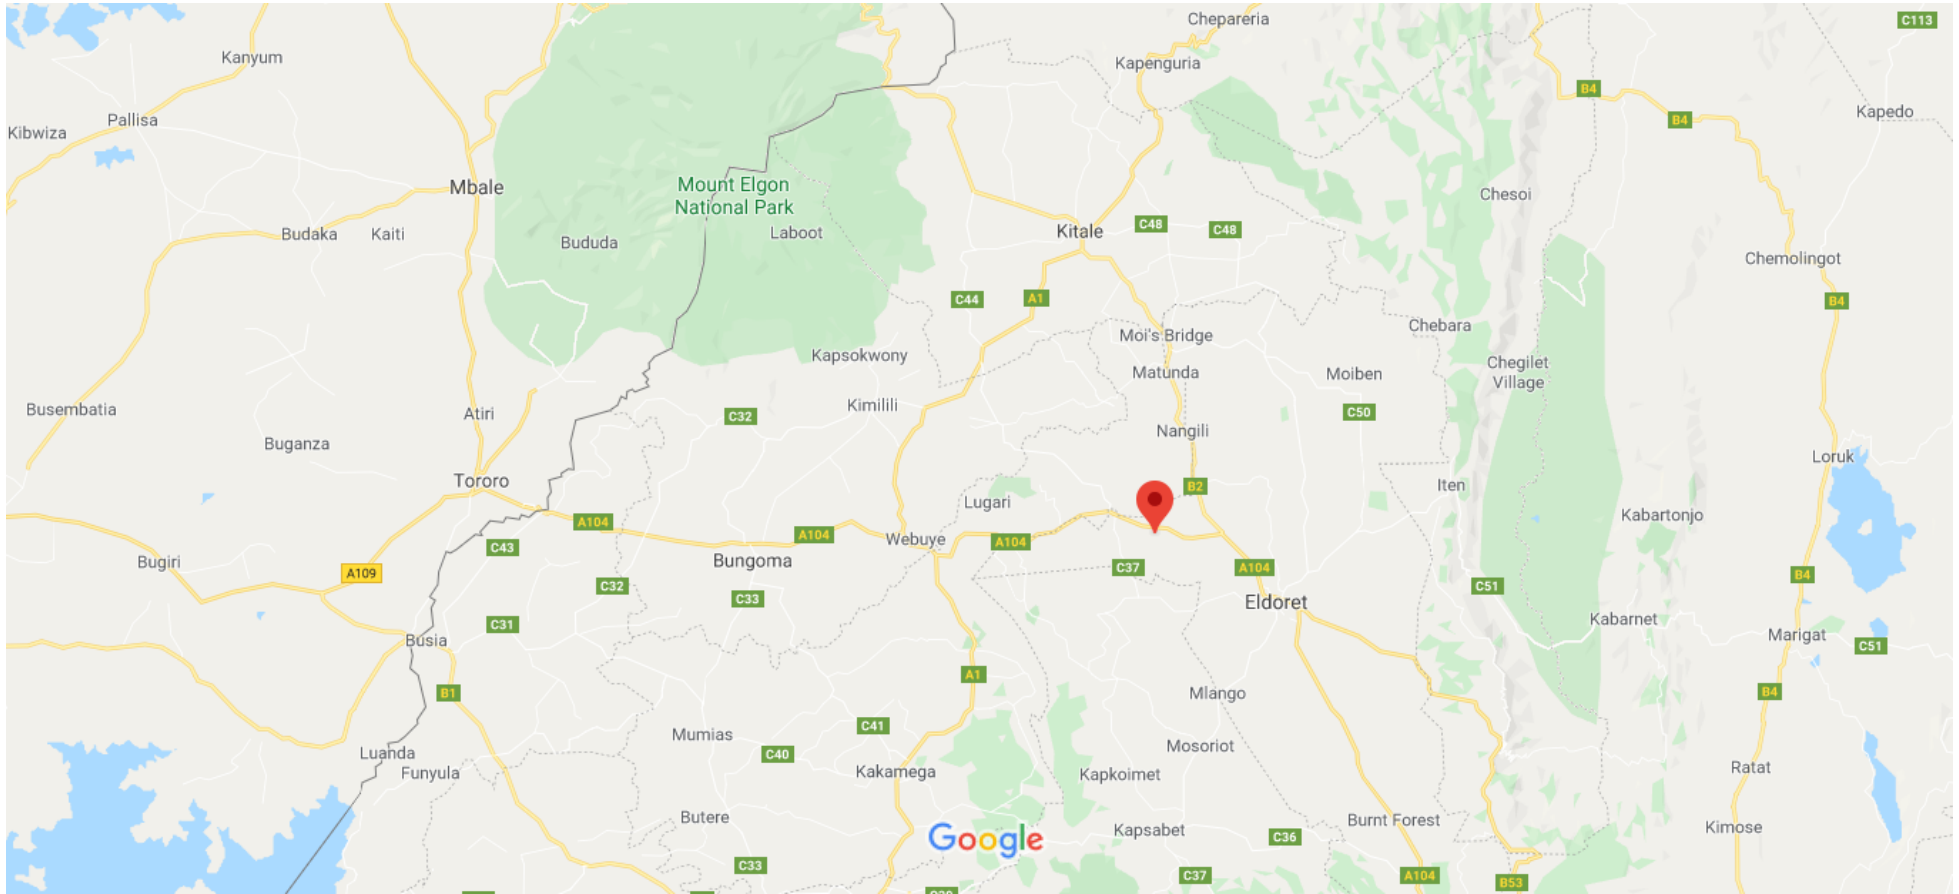 Chepareria
C113
Kanyum
Kapenguria
B4
Kapedo
Pallisa
B4
Kibwiza
Mbale
Mount Elgon
National Park
Chesoi
Budaka
Kaiti
Bududa
Laboot
Kitale
C48
C48
Chemolingot
C44
A1
B4
Chebara
Moi's Bridge
Kapsokwony
Chegilet
Village
Matunda
Moiben
Busembatia
Atiri
C32
Kimilili
C50
Buganza
Nangili
Loruk
Tororo
B2
Iten
Lugari
Kabartonjo
A104
A104
Webuye
A104
C43
Bugiri
A109
Bungoma
C37
A104
B4
C32
C33
C51
Eldoret
C31
Kabarnet
Busia
Marigat
C51
A1
B1
Mlango
B4
C41
Mumias
Mosoriot
Luanda
C40
Funyula
Kakamega
Kapkoimet
Ratat
Butere
Google
Kapsabet
C36
Burnt Forest
Kimose
C33
C37
A104
B53